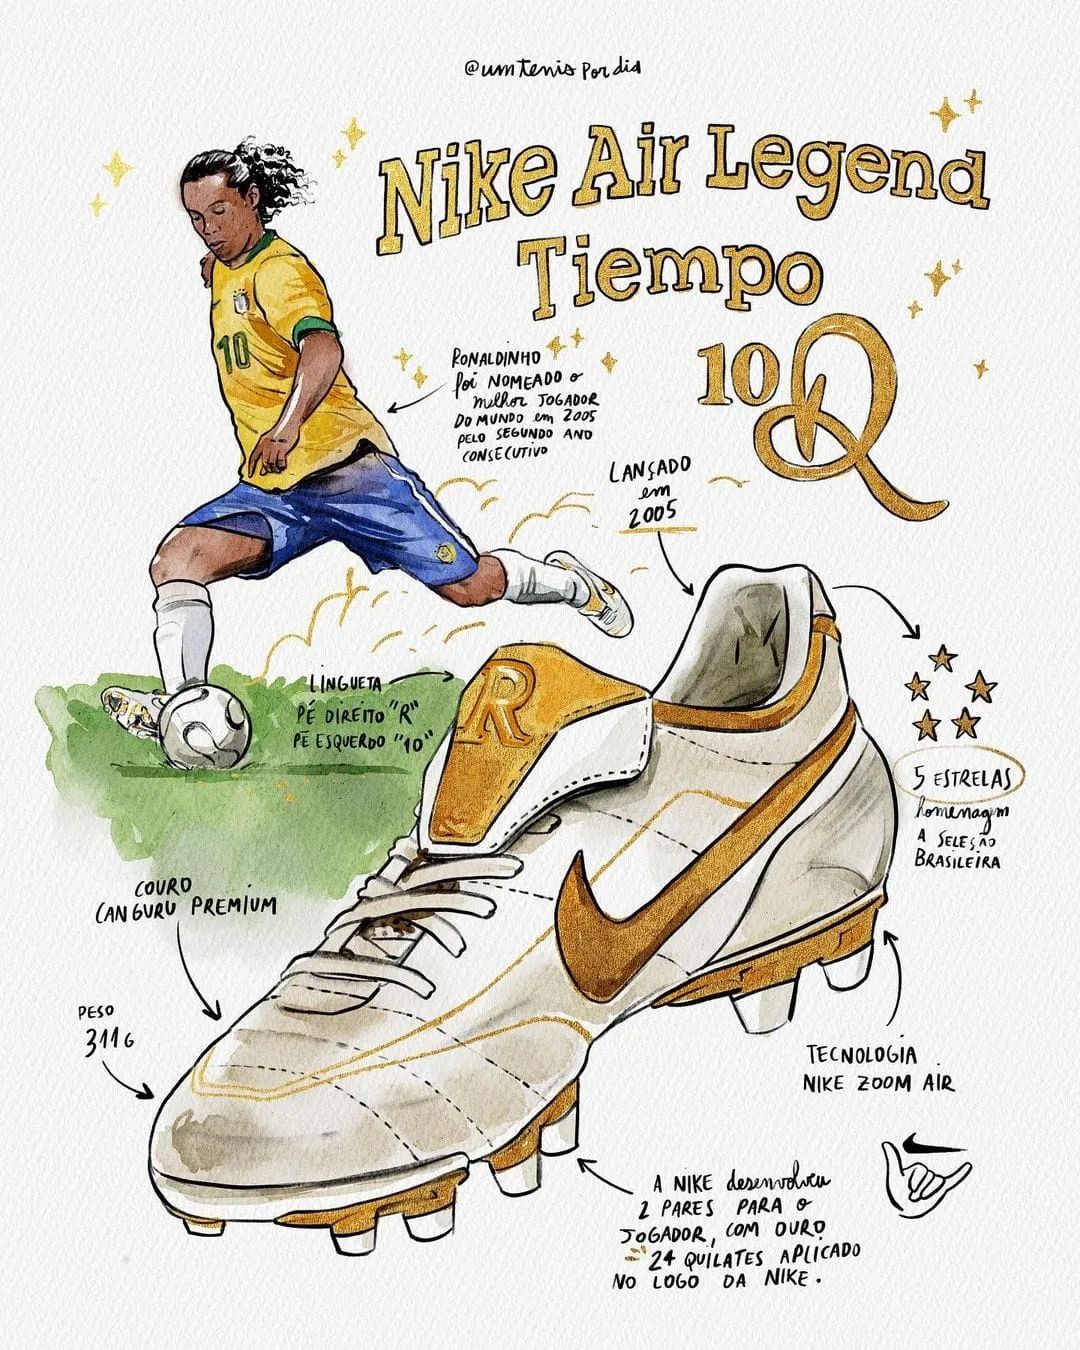 @umtenispordia
Nike Air Legend
Tiempo
10R
RONALDINHO
foi NOMEADO o
melhor JOGADOR
DO MUNDO em 2005
PELO SEGUNDO ANO
CONSECUTIVO
10
LANÇADO
em
2005
LINGUETA
PÉ DIREITO "R"
PÉ ESQUERDO "10"
R
5 ESTRELAS
homenagem
A SELEÇÃO
BRASILEIRA
COURO
CANGURU PREMIUM
PESO
311G
TECNOLOGIA
NIKE ZOOM AIR
A NIKE desenvolveu
2 PARES PARA O
JOGADOR, COM OURO
24 QUILATES APLICADO
NO LOGO DA NIKE.